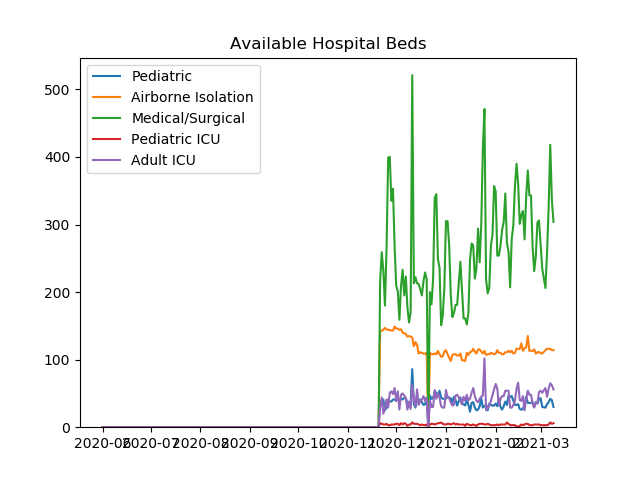 Available Hospital Beds
Pediatric
Airborne Isolation
Medical/Surgical
Pediatric ICU
Adult ICU
500
400
300
200
100
0
2020-06 2020-07 2020-08 2020-09 2020-10 2020-11 2020-12 2021-01 2021-02 2021-03